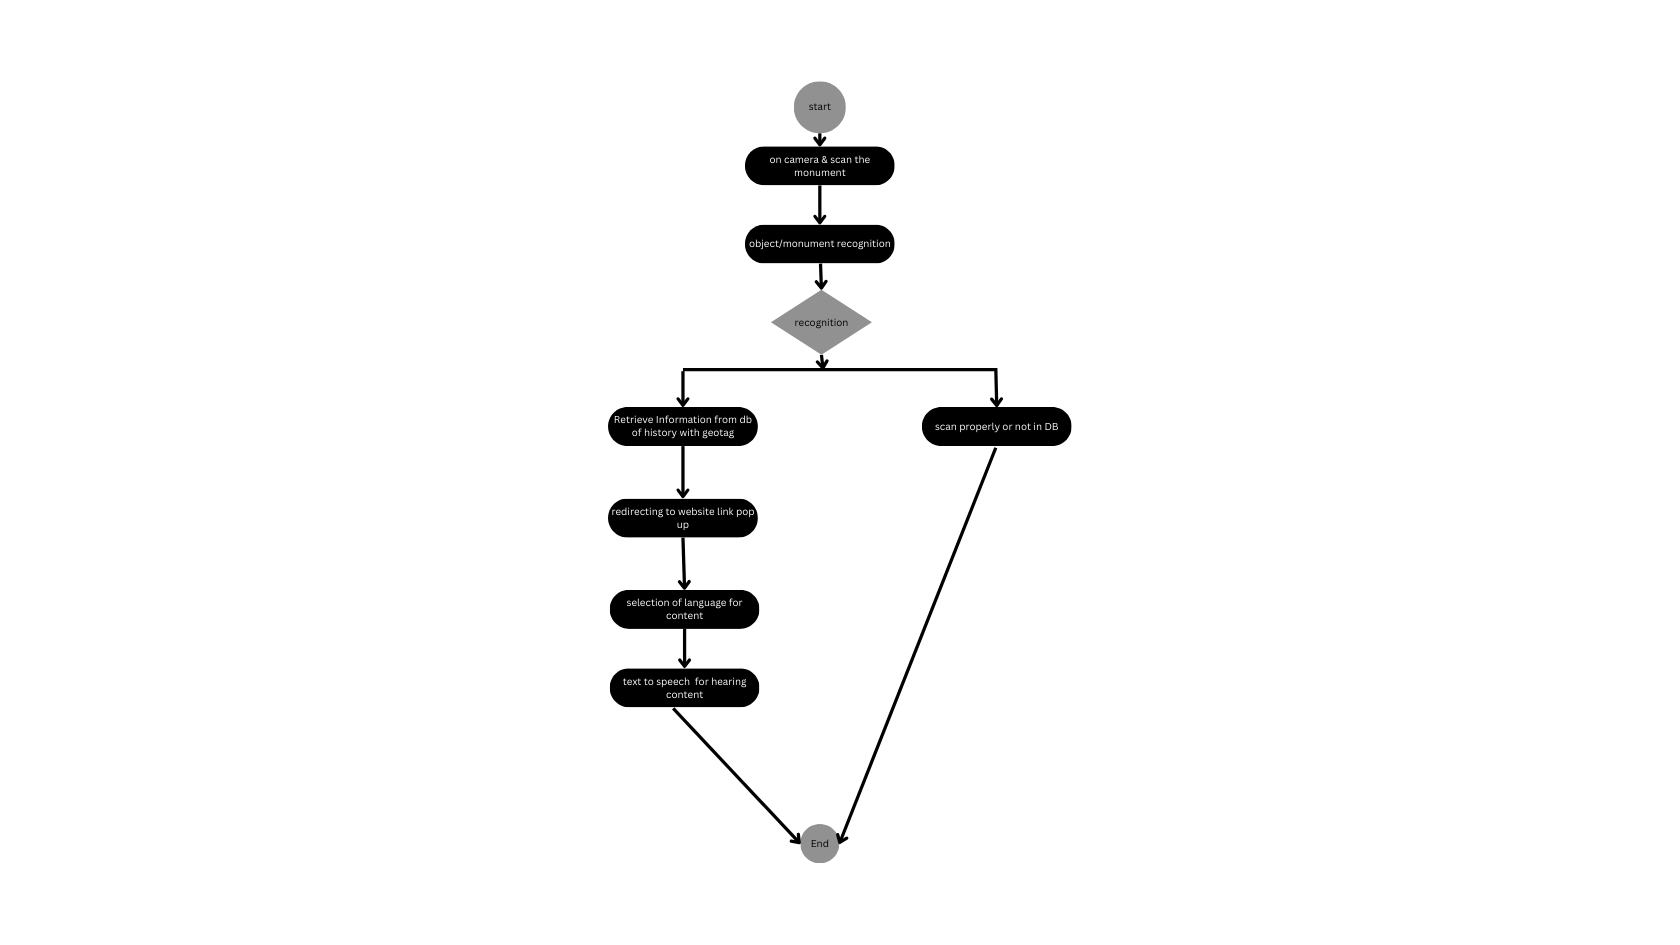 start
on camera & scan the
monument
object/monument recognition
recognition
Retrieve Information from db
of history with geotag
scan properly or not in DB
redirecting to website link pop
up
selection of language for
content
text to speech  for hearing
content
End